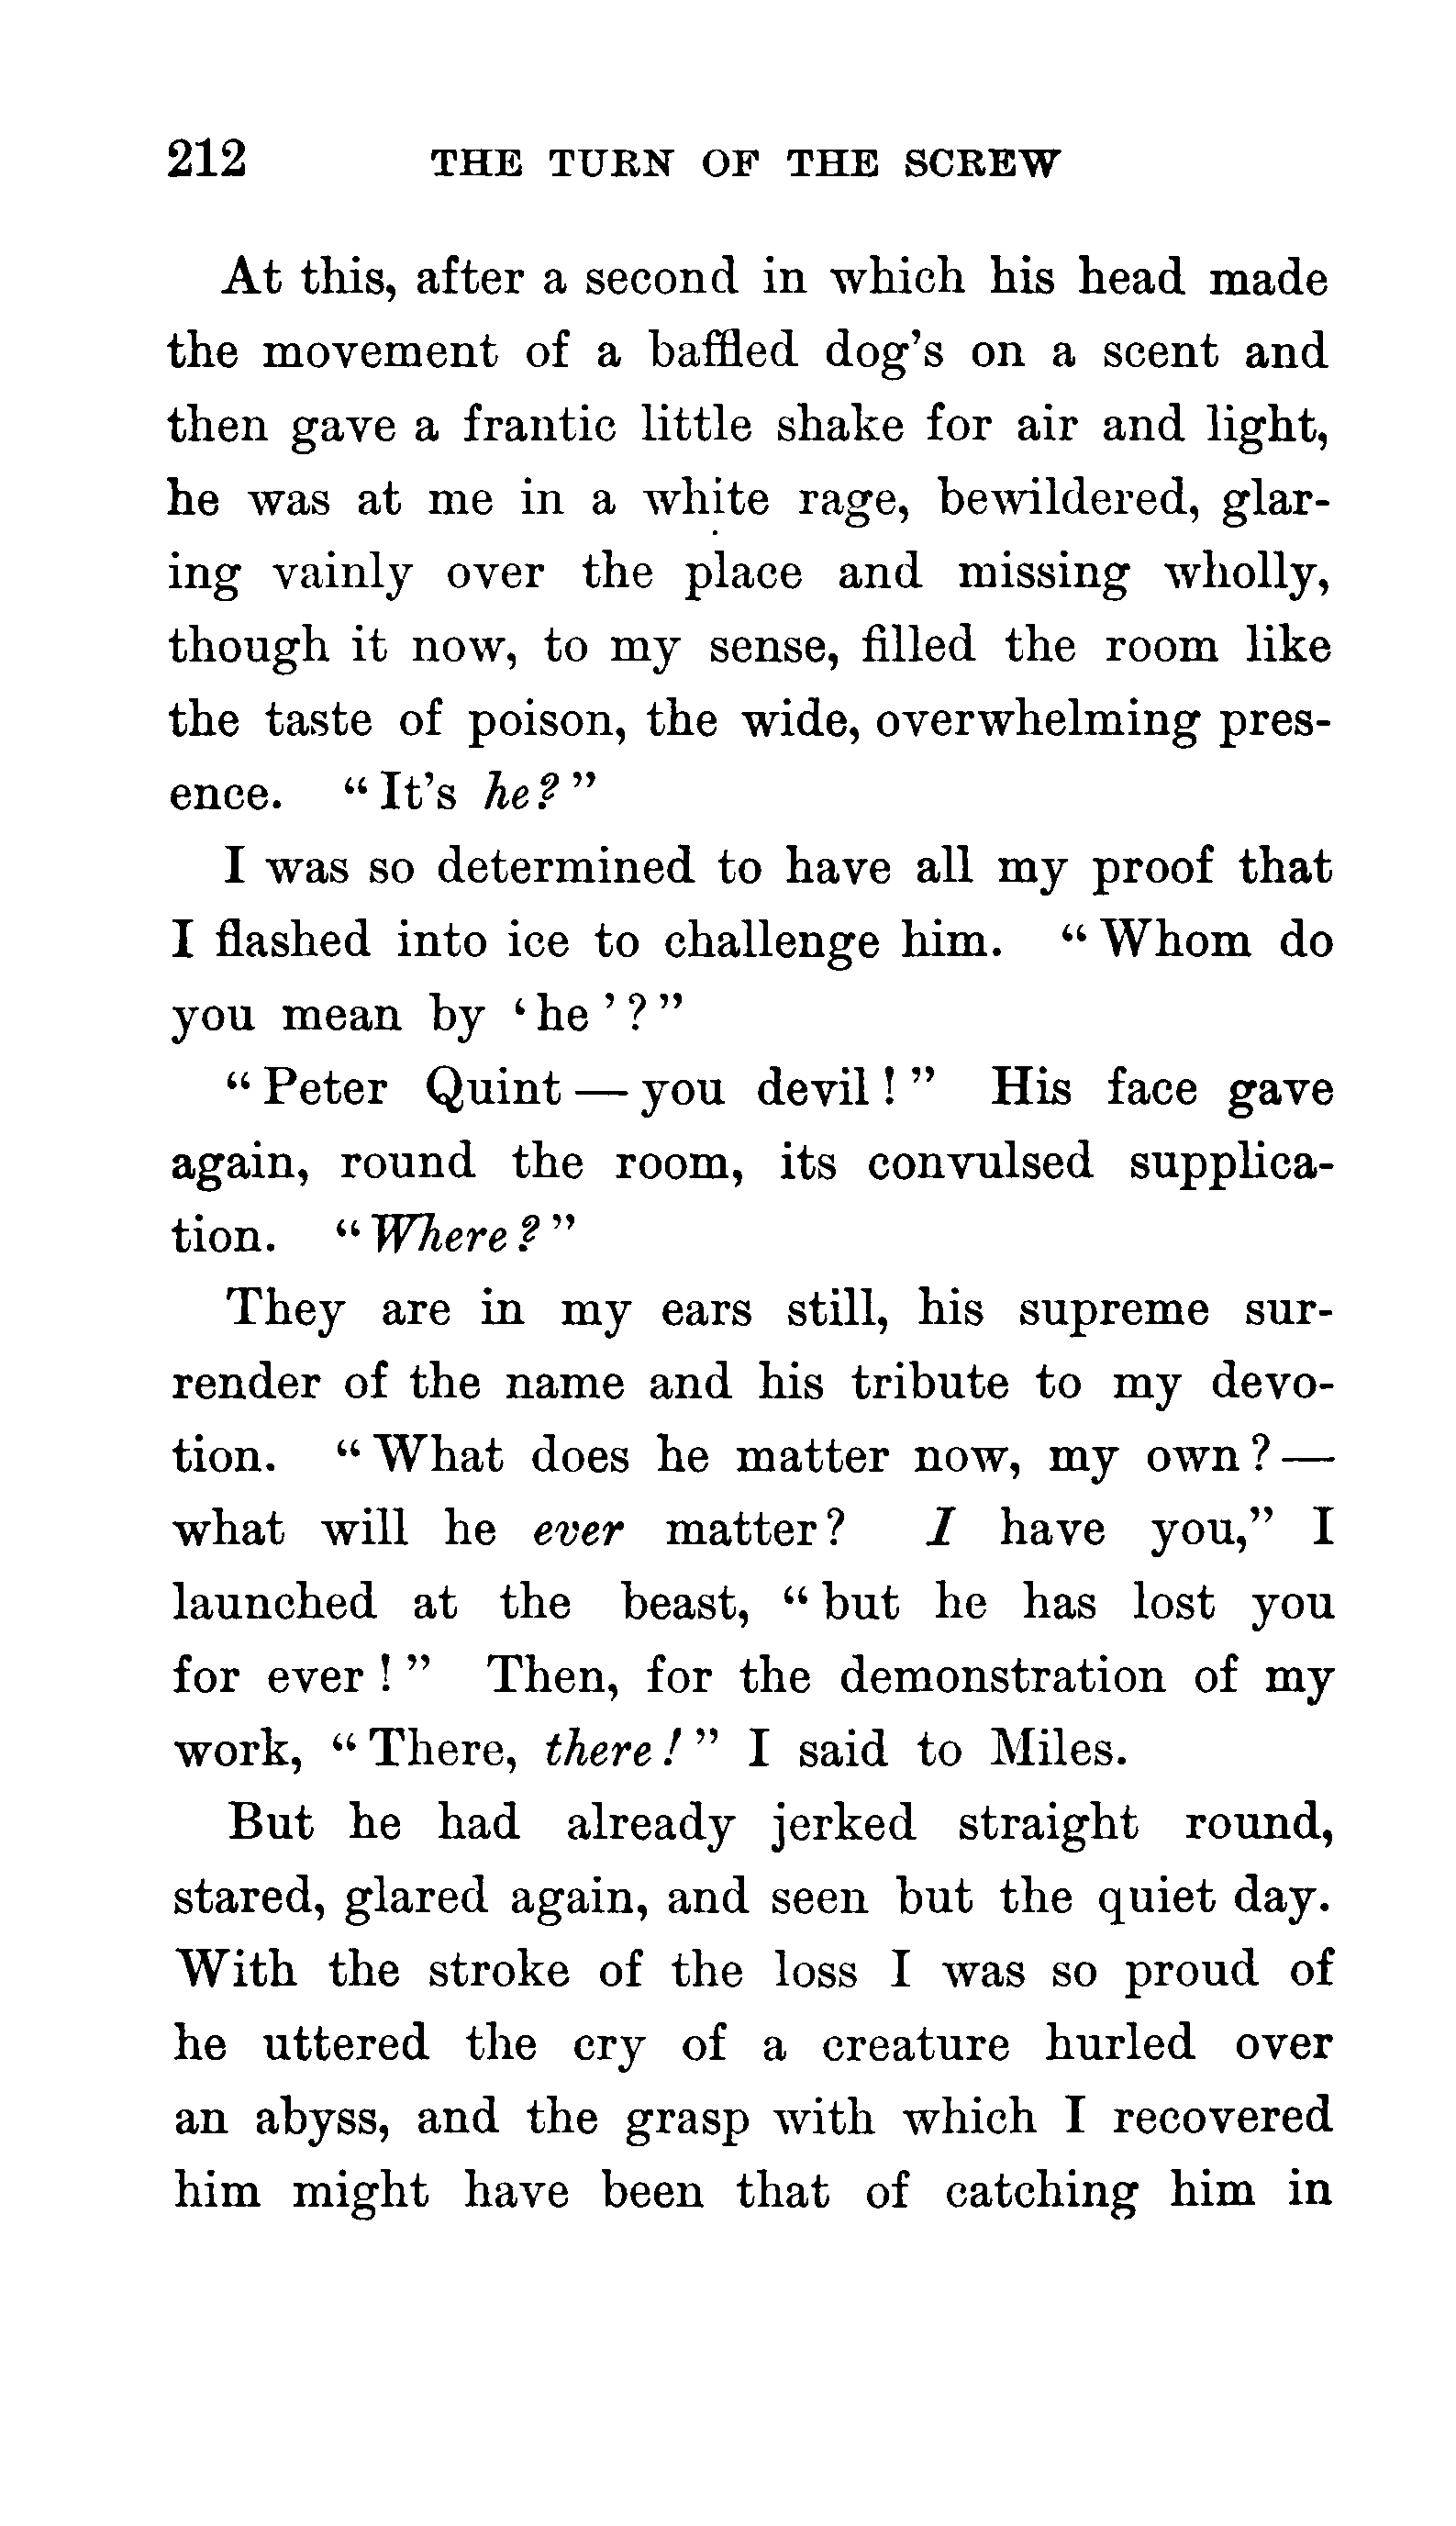 212 THE TURN OF THE SCREW
At this, after a second in which his head made
the movement of a baffled dog's on a scent and
then gave a frantic little shake for air and light,
he was at me in a white rage, bewildered, glar-
ing vainly over the place and missing wholly,
though it now, to my sense, filled the room like
the taste of poison, the wide, overwhelming pres-
ence. “It's he?”
I was so determined to have all my proof that
I flashed into ice to challenge him. “Whom do
you mean by ‘he’?”
“Peter Quint — you devil!” His face gave
again, round the room, its convulsed supplica-
tion. “Where?”
They are in my ears still, his supreme sur-
render of the name and his tribute to my devo-
tion. “What does he matter now, my own? —
what will he ever matter? I have you,” I
launched at the beast, “but he has lost you
for ever!” Then, for the demonstration of my
work, “There, there!” I said to Miles.
But he had already jerked straight round,
stared, glared again, and seen but the quiet day.
With the stroke of the loss I was so proud of
he uttered the cry of a creature hurled over
an abyss, and the grasp with which I recovered
him might have been that of catching him in